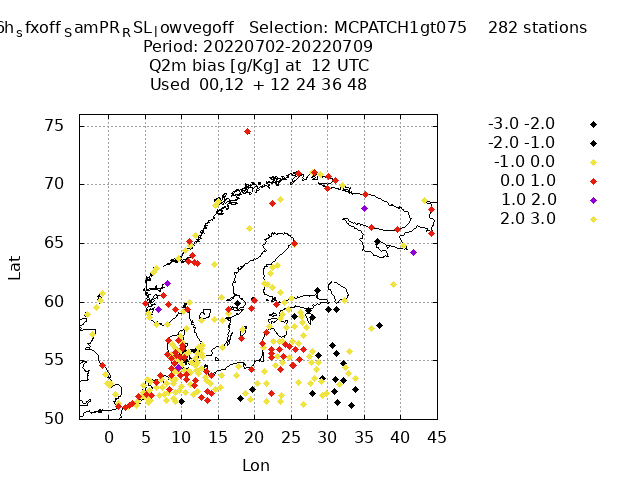 6h_sfxoff_SamPR_RSL_lowvegoff Selection: MCPATCH1gt075 282 stations
Period: 20220702-20220709
Q2m bias [g/Kg] at 12 UTC
Used 00,12 + 12 24 36 48
75
70
65
60
55
50
Lat
0 5 10 15 20 25 30 35 40 45
Lon
-3.0 -2.0
-2.0 -1.0
-1.0 0.0
0.0 1.0
1.0 2.0
2.0 3.0